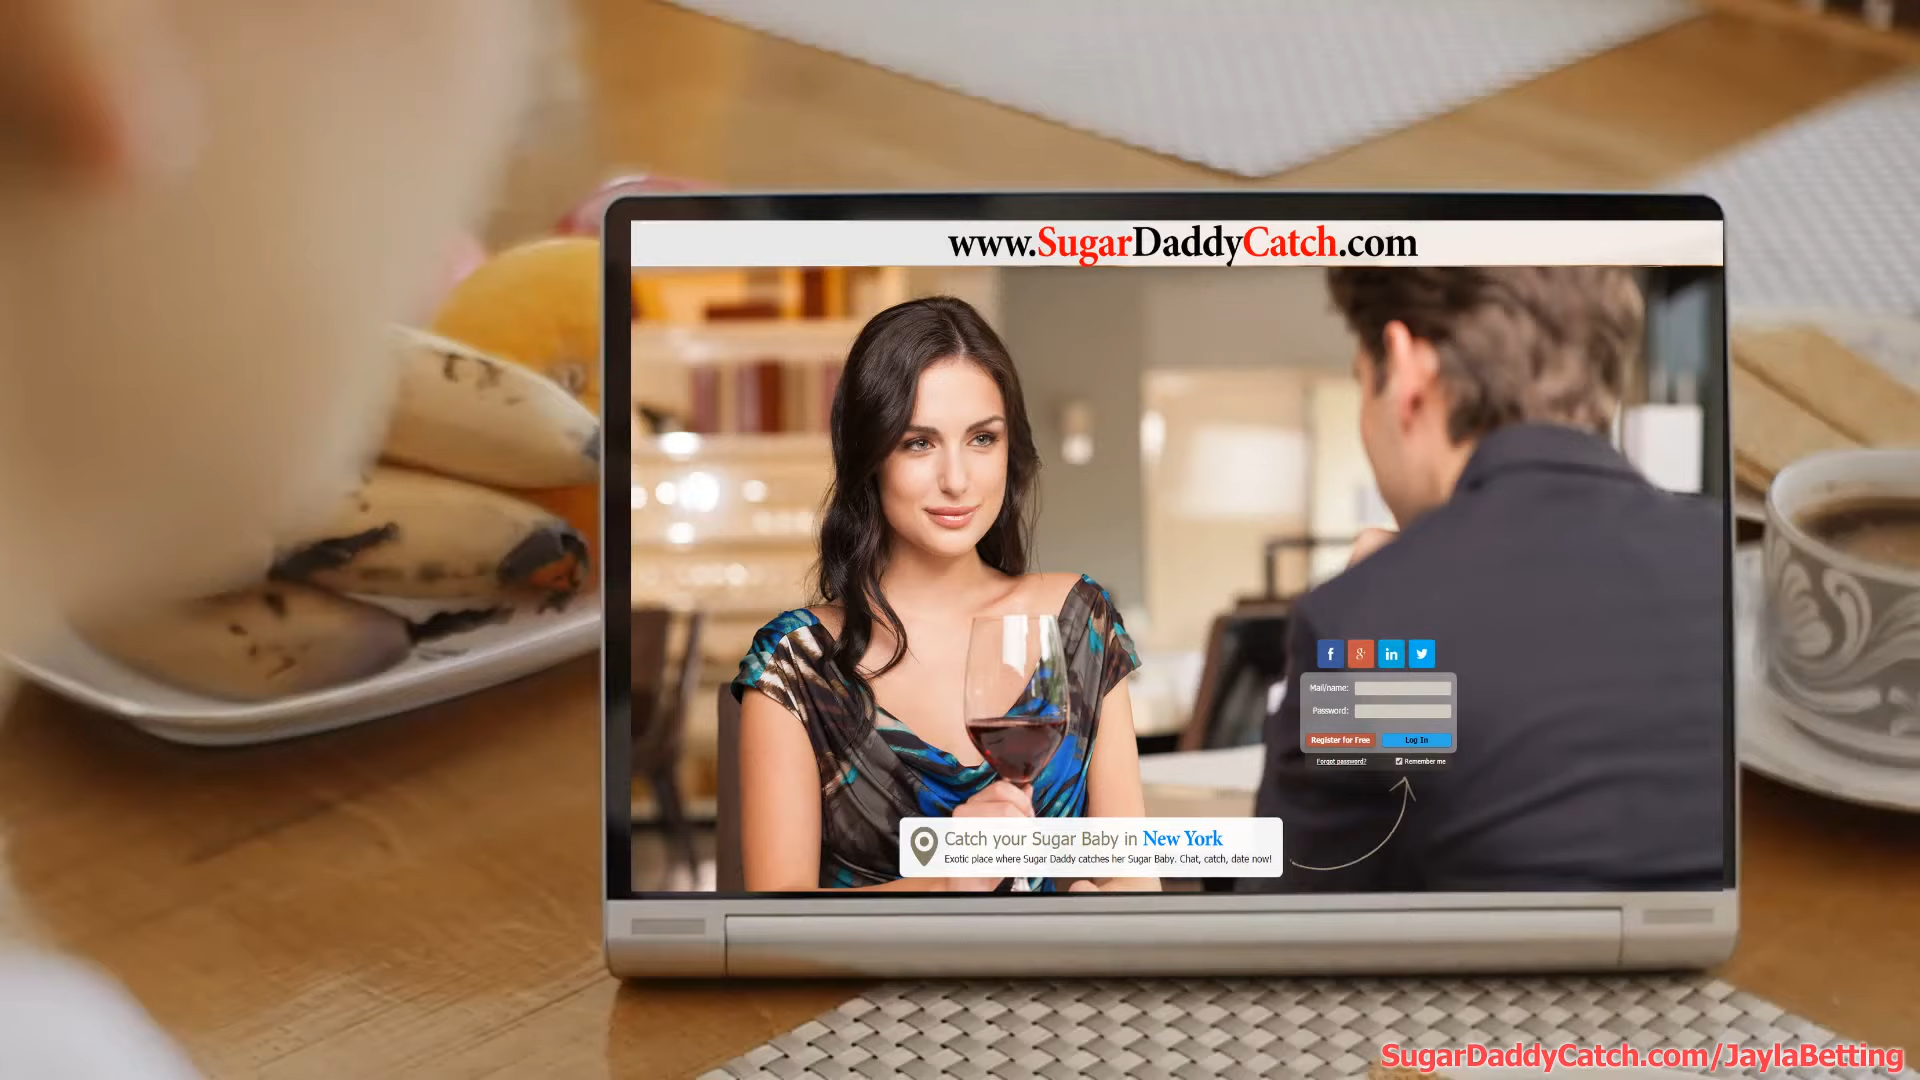 www.SugarDaddyCatch.com
f
g+
in
Mail/name:
Password:
Register for Free
Log In
Forgot password?
Remember me
Catch your Sugar Baby in New York
Exotic place where Sugar Daddy catches her Sugar Baby. Chat, catch, date now!
SugarDaddyCatch.com/JaylaBetting